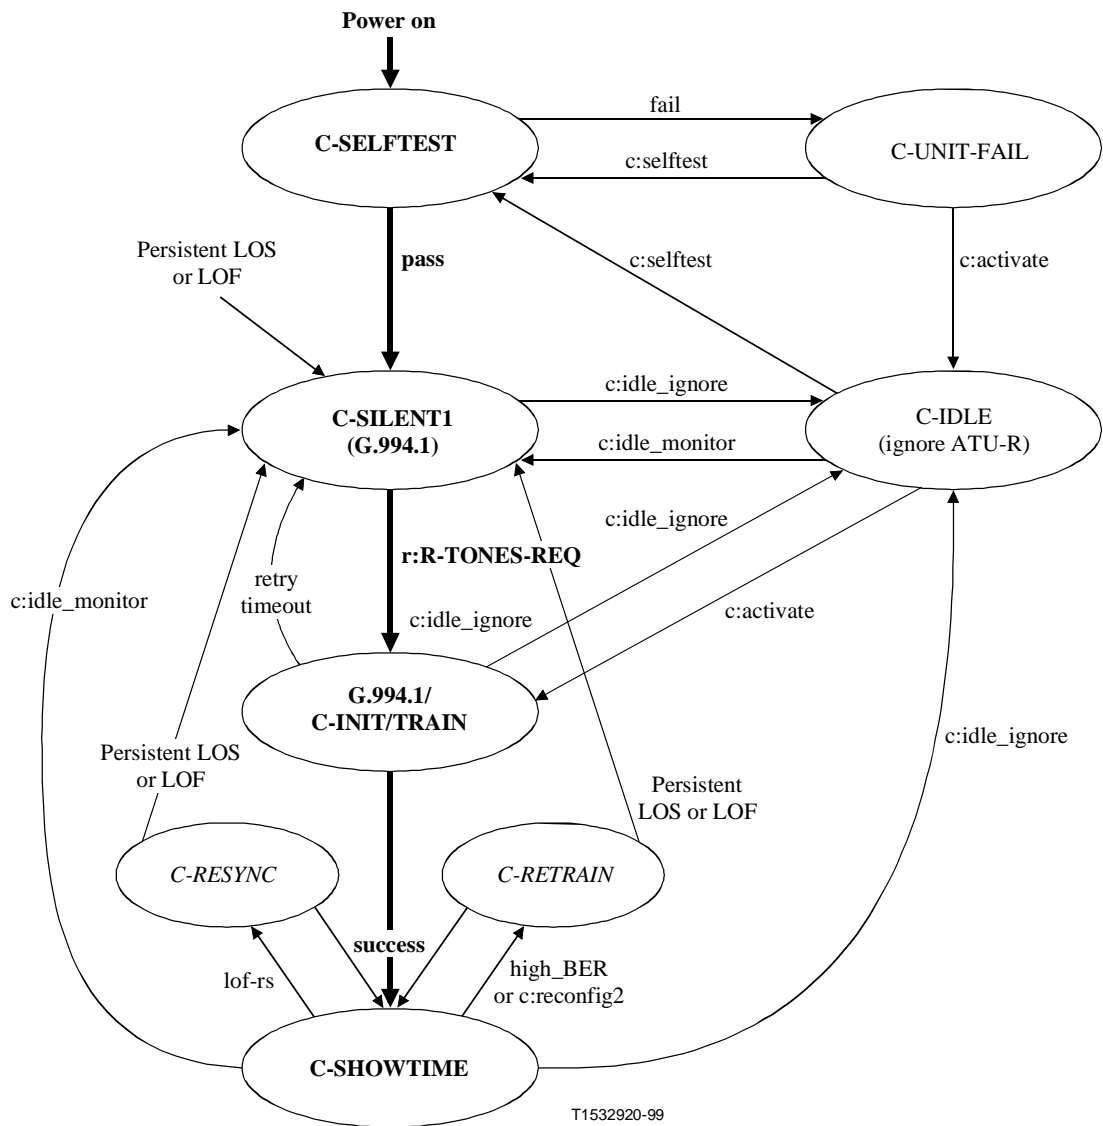 Power on
C-SELFTEST
fail
C-UNIT-FAIL
c:selftest
Persistent LOS
or LOF
pass
c:selftest
c:activate
C-SILENT1
(G.994.1)
c:idle_ignore
C-IDLE
(ignore ATU-R)
c:idle_monitor
c:idle_ignore
r:R-TONES-REQ
retry
timeout
c:idle_monitor
c:idle_ignore
c:activate
G.994.1/
C-INIT/TRAIN
c:idle_ignore
Persistent LOS
or LOF
Persistent
LOS or LOF
C-RESYNC
C-RETRAIN
success
lof-rs
high_BER
or c:reconfig2
C-SHOWTIME
T1532920-99